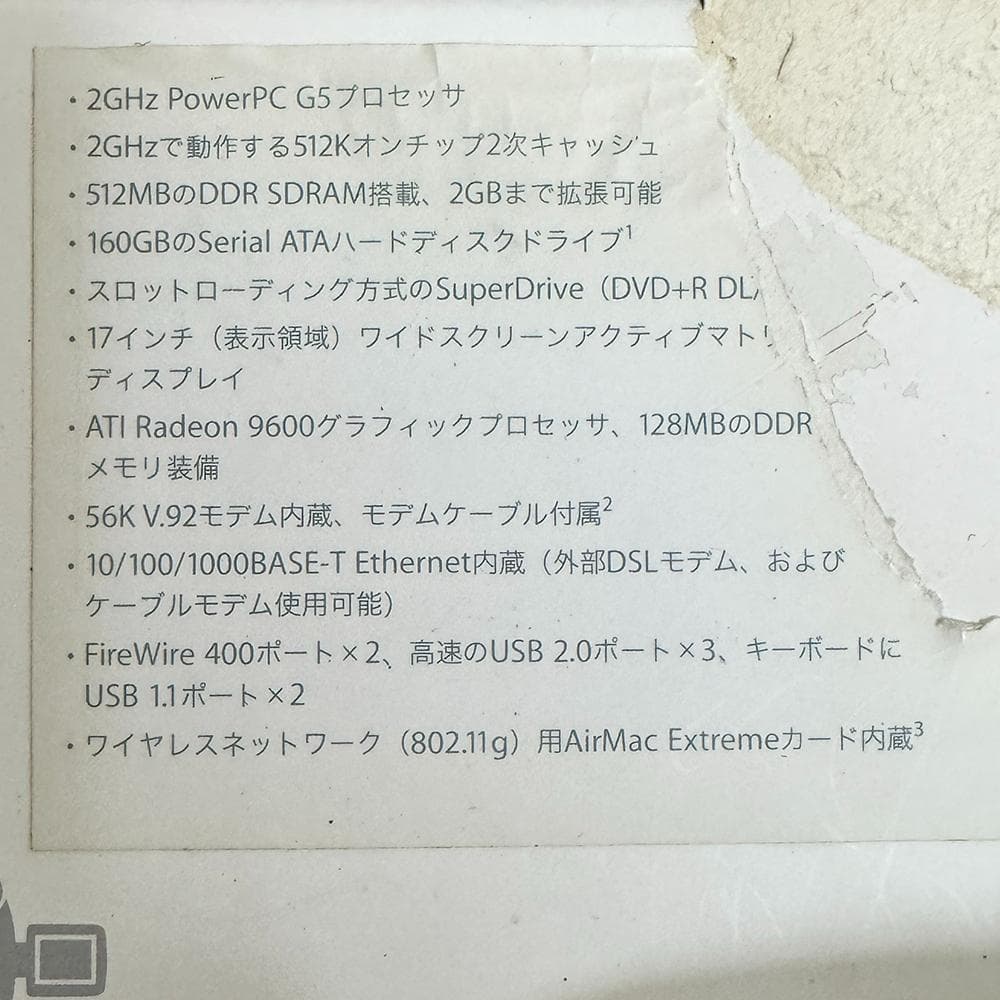 ・2GHz PowerPC G5プロセッサ
・2GHzで動作する512Kオンチップ2次キャッシュ
・512MBのDDR SDRAM搭載、2GBまで拡張可能
・160GBのSerial ATAハードディスクドライブ¹
・スロットローディング方式のSuperDrive（DVD+R DL
・17インチ（表示領域）ワイドスクリーンアクティブマト
ディスプレイ
・ATI Radeon 9600グラフィックプロセッサ、128MBのDDR
メモリ装備
・56K V.92モデム内蔵、モデムケーブル付属²
・10/100/1000BASE-T Ethernet内蔵（外部DSLモデム、および
ケーブルモデム使用可能）
・FireWire 400ポート×2、高速のUSB 2.0ポート×3、キーボードに
USB 1.1ポート×2
・ワイヤレスネットワーク（802.11g）用AirMac Extremeカード内蔵³